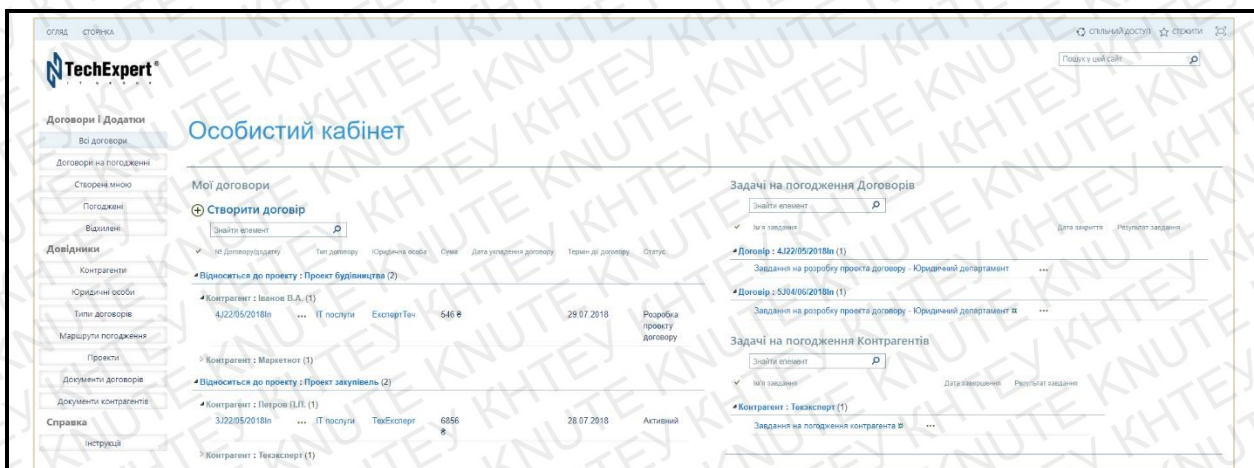 ОГЛЯД СТОРІНКА
СПІЛЬНИЙ ДОСТУП СТЕЖИТИ
TechExpert®
Пошук у цей сайт
Договори і Додатки
Всі договори
Договори на погодженні
Створені мною
Погоджені
Відхилені
Довідники
Контрагенти
Юридичні особи
Типи договорів
Маршрути погодження
Проекти
Документи договорів
Документи контрагентів
Справка
Інструкції
Особистий кабінет
Мої договори
Створити договір
Знайти елемент
№ Договору(додатку) Тип договору Юридична особа Сума Дата укладення договору Термін дії договору Статус
Відноситься до проекту : Проект будівництва (2)
Контрагент : Іванов В.А. (1)
4J22/05/2018In ... IT послуги ЕкспертТеч 546 ₴ 29.07.2018 Розробка
проекту
договору
Контрагент : Маркетнот (1)
Відноситься до проекту : Проект закупівель (2)
Контрагент : Петров П.П. (1)
3J22/05/2018In ... IT послуги ТехЕксперт 6856 28.07.2018 Активний
₴
Контрагент : Текэксперт (1)
Задачі на погодження Договорів
Знайти елемент
Ім'я завдання Дата закриття Результат завдання
Договір : 4J22/05/2018In (1)
Завдання на розробку проекта договору - Юридичний департамент ...
Договір : 5J04/06/2018In (1)
Завдання на розробку проекта договору - Юридичний департамент ...
Задачі на погодження Контрагентів
Знайти елемент
Ім'я завдання Дата завершення Результат завдання
Контрагент : Текэксперт (1)
Завдання на погодження контрагента ...